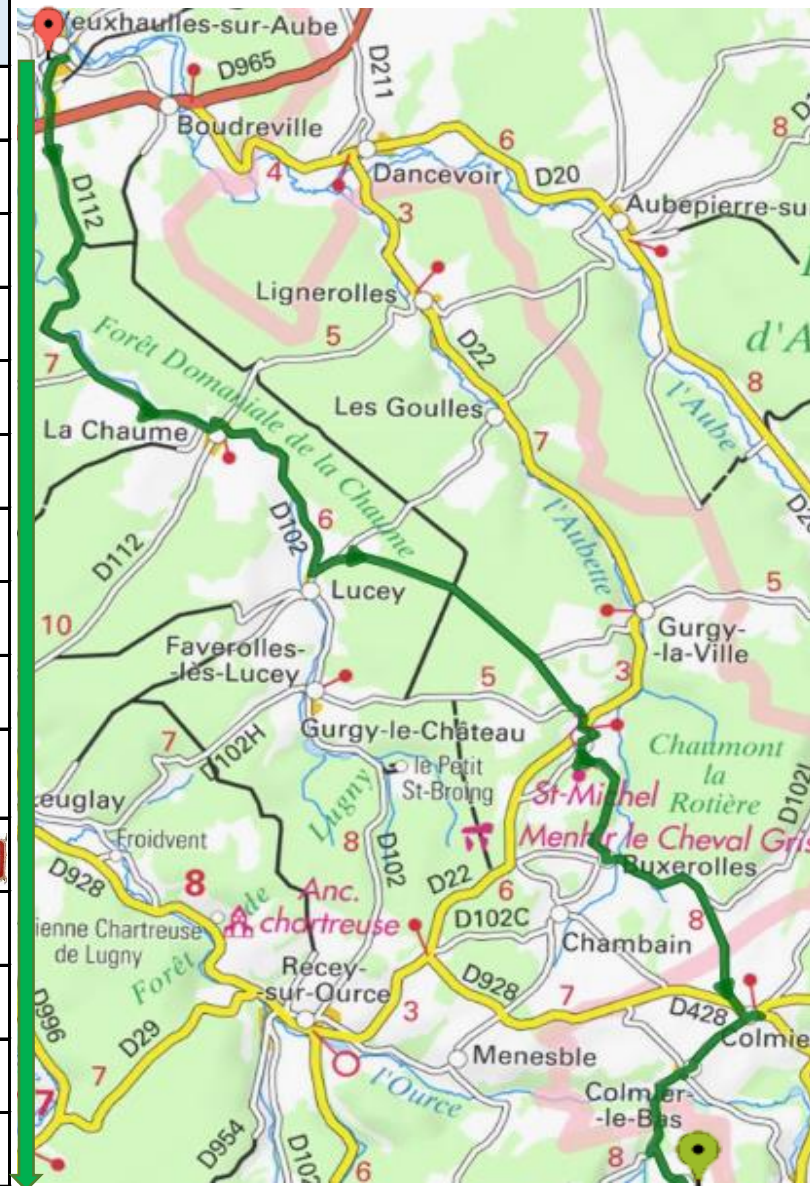 Veuxhaulles-sur-Aube
D965
D211
Boudreville
4
Dancevoir
6
D20
8
Aubepierre-su
D112
3
Lignerolles
5
D22
d'A
7
Forêt Domaniale de la Chaume
8
l'Aube
Les Goulles
La Chaume
7
D102
6
l'Aubette
D112
Lucey
5
10
Gurgy-
-la-Ville
Faverolles-
-lès-Lucey
3
5
Gurgy-le-Château
7
D102H
Chaumont
la
Rotière
le Petit
St-Broing
St-Michel
Lugny
Menhir le Cheval Gris
euglay
Froidvent
8
D102
Buxerolles
D928
8
D22
6
8
Anc.
chartreuse
de
Forêt
D102C
Chambain
ienne Chartreuse
de Lugny
Recey-
-sur-Ource
D928
7
D428
3
Colmie
D996
D29
7
Menesble
l'Ource
Colmier-
-le-Bas
7
D954
D102
6
8